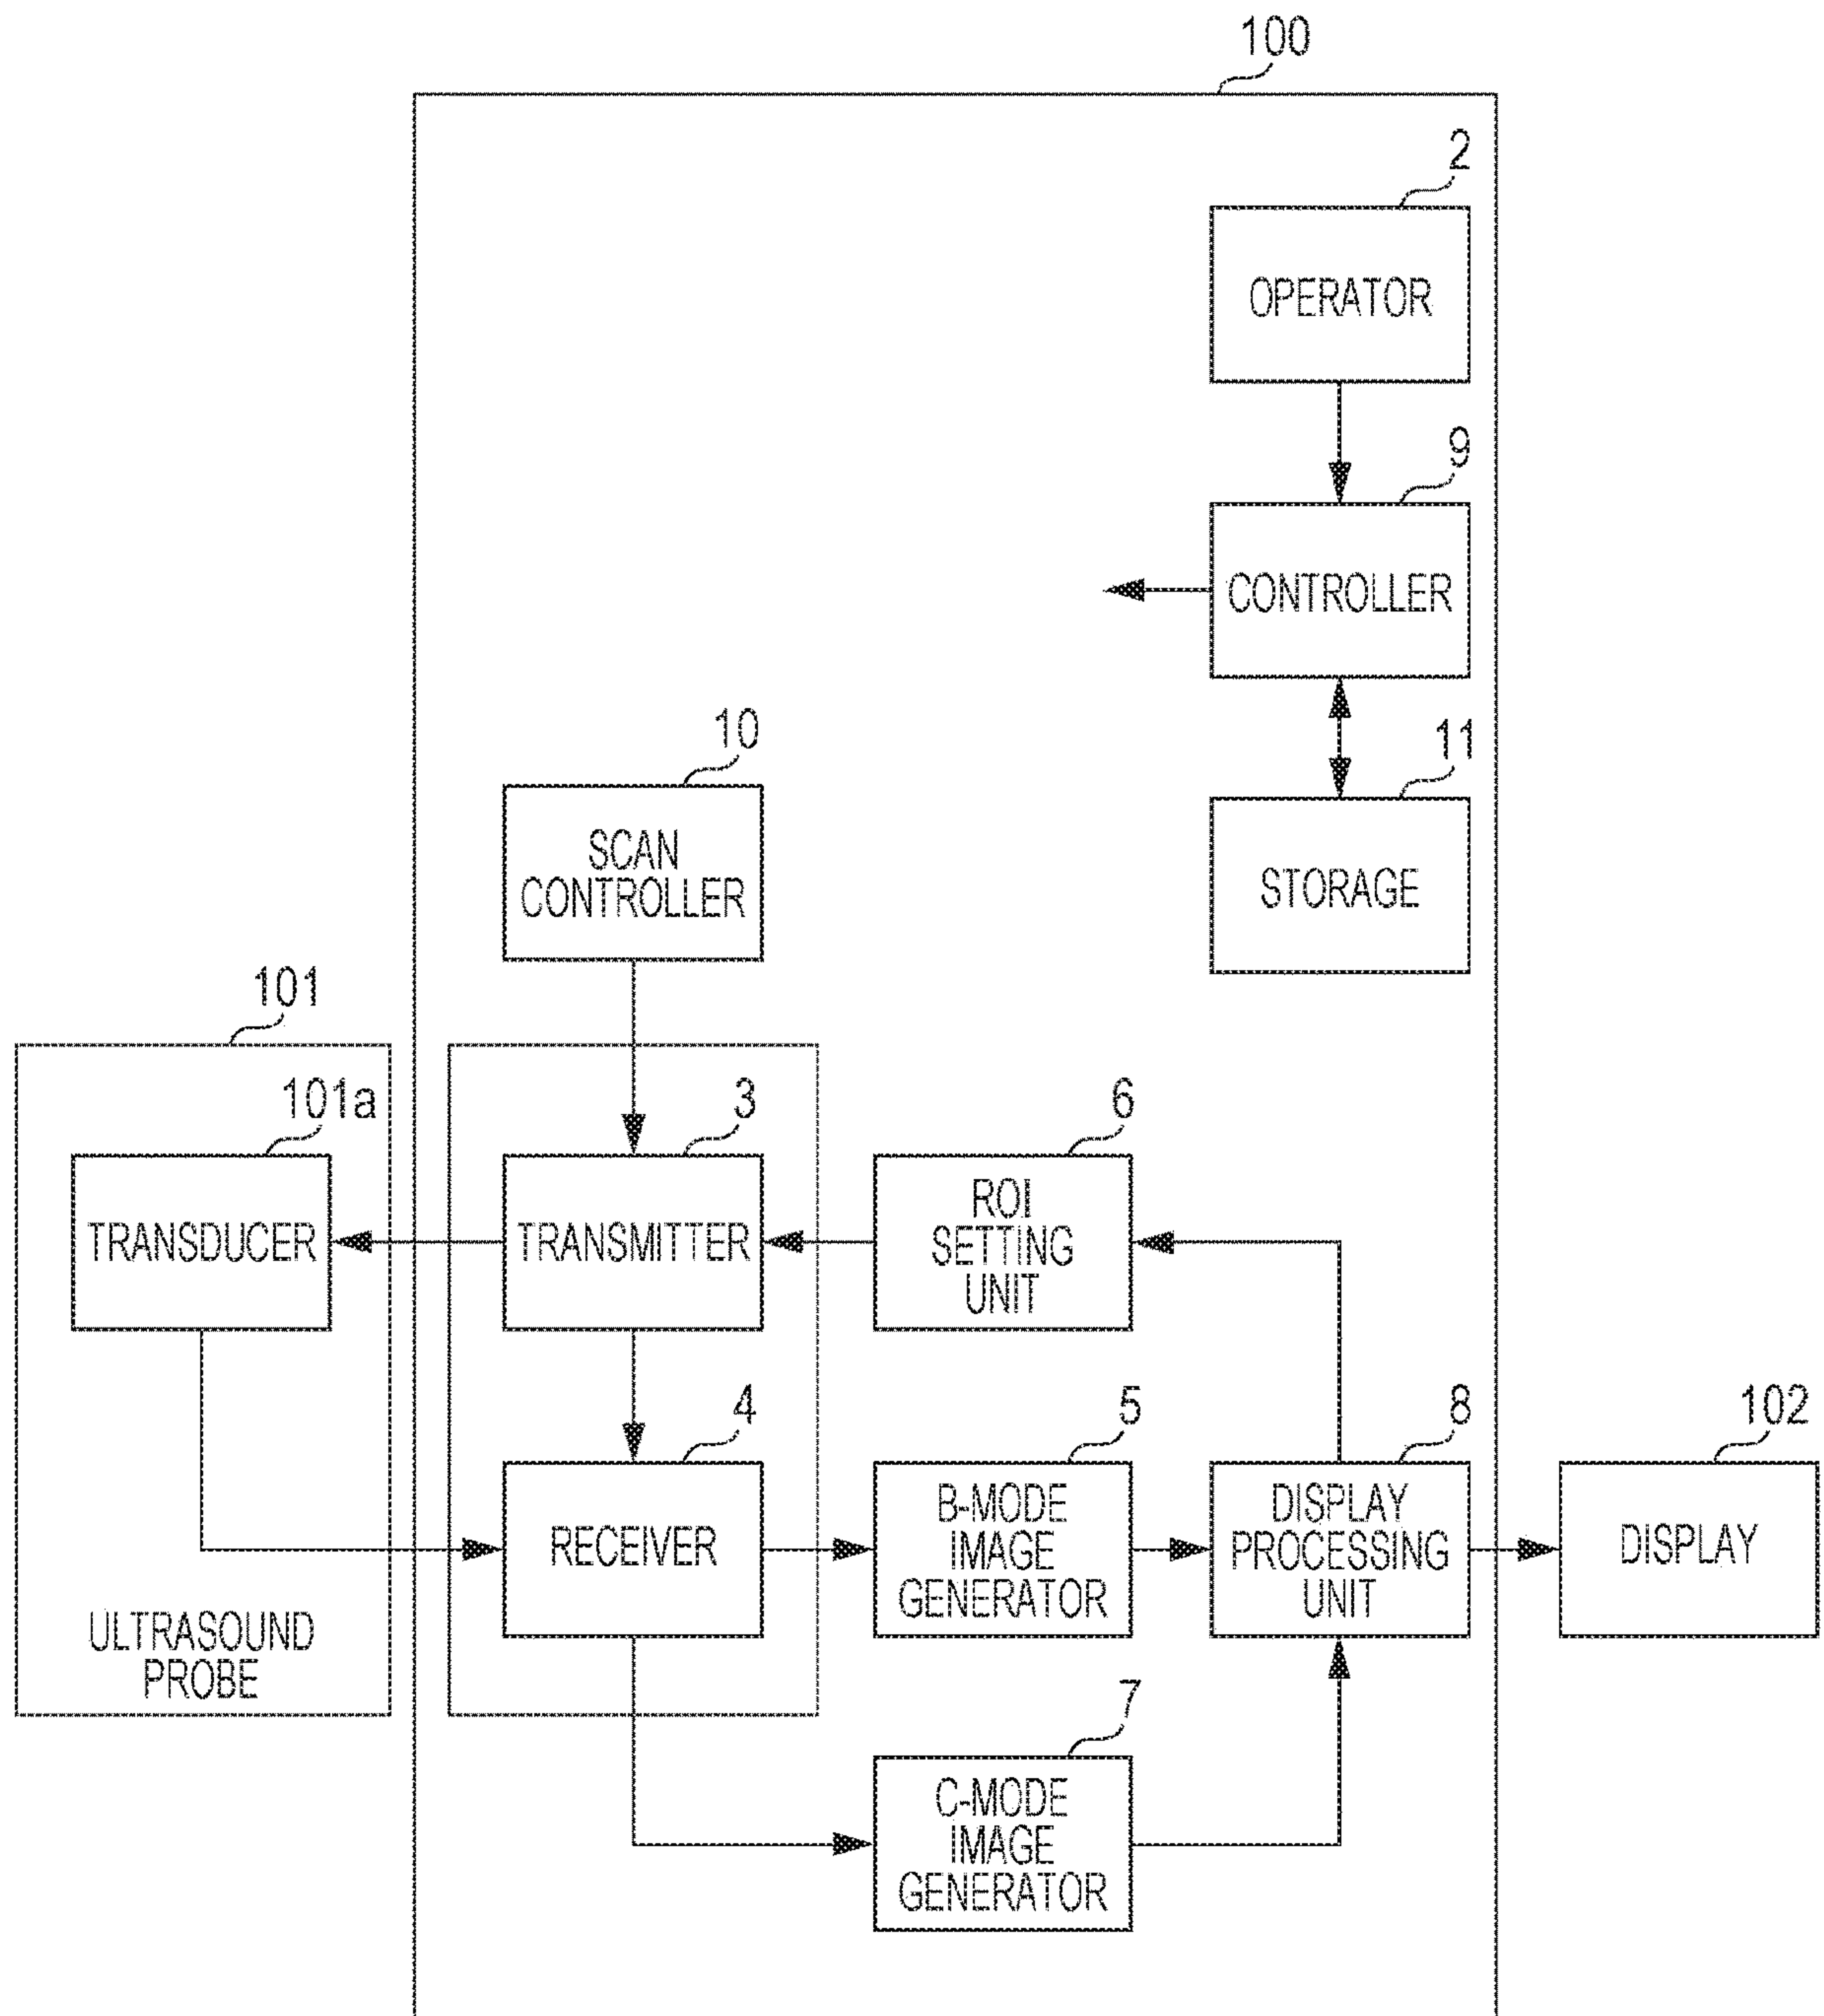 100
2
OPERATOR
9
CONTROLLER
10
11
SCAN
CONTROLLER
STORAGE
101
101a
3
6
TRANSDUCER
TRANSMITTER
ROI
SETTING
UNIT
4
5
8
102
RECEIVER
B-MODE
IMAGE
GENERATOR
DISPLAY
PROCESSING
UNIT
DISPLAY
ULTRASOUND
PROBE
7
C-MODE
IMAGE
GENERATOR